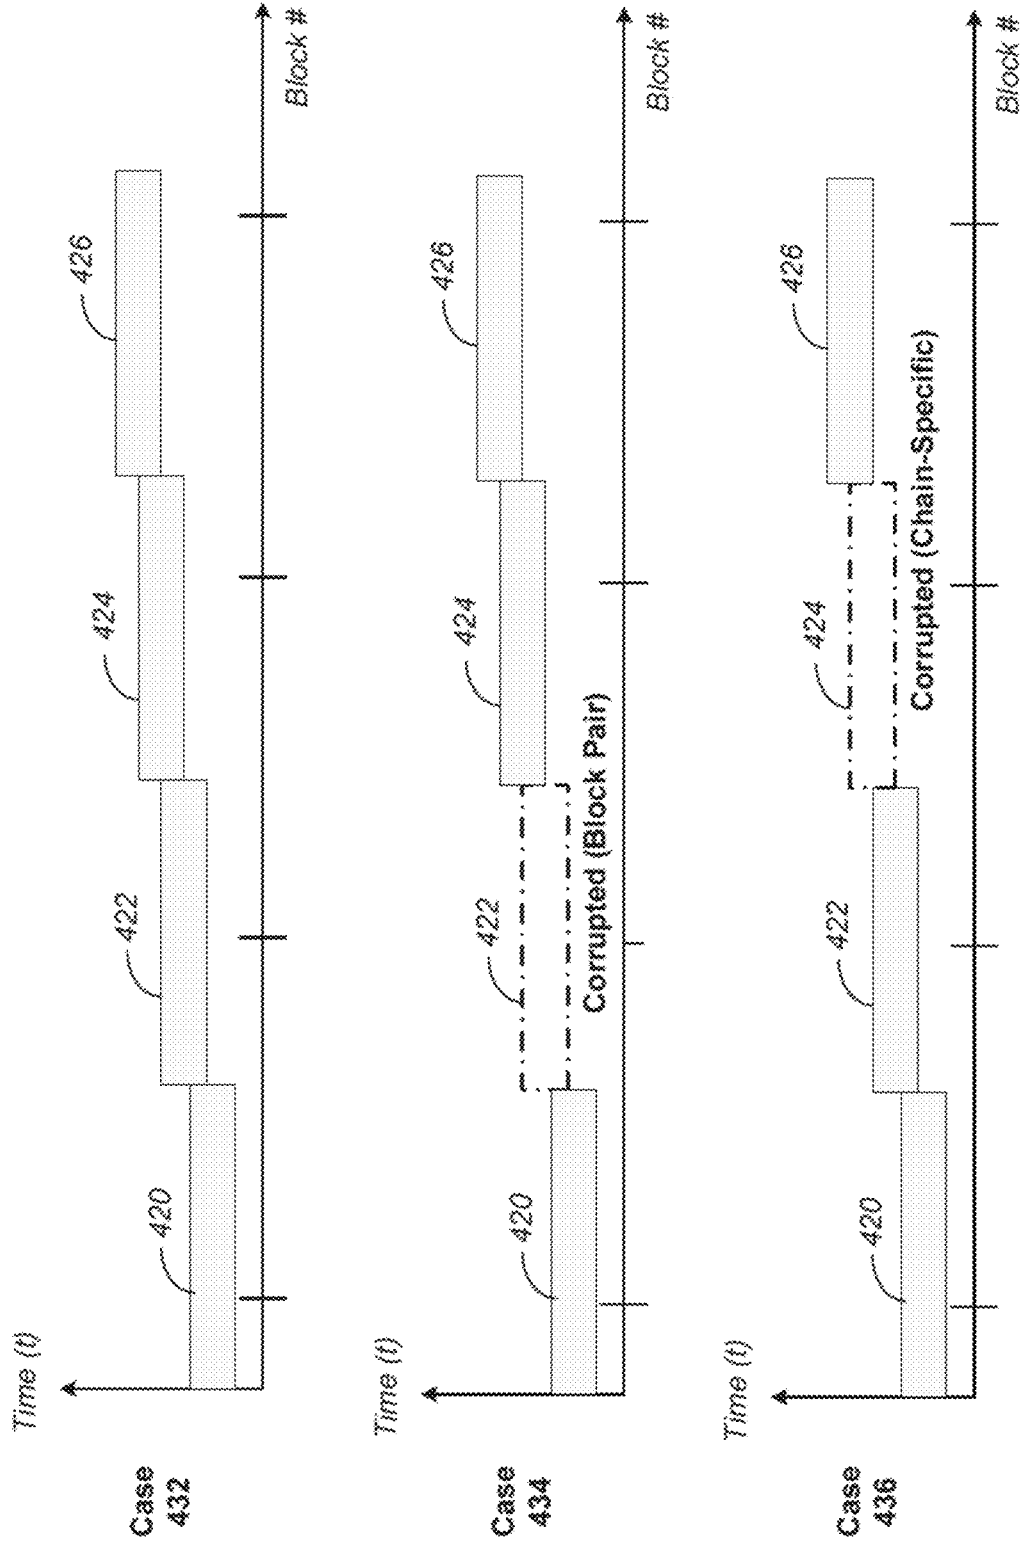 Case
432
Time (t)
420
422
424
426
Block #
Case
434
Time (t)
420
422
Corrupted (Block Pair)
424
426
Block #
Case
436
Time (t)
420
422
424
Corrupted (Chain-Specific)
426
Block #